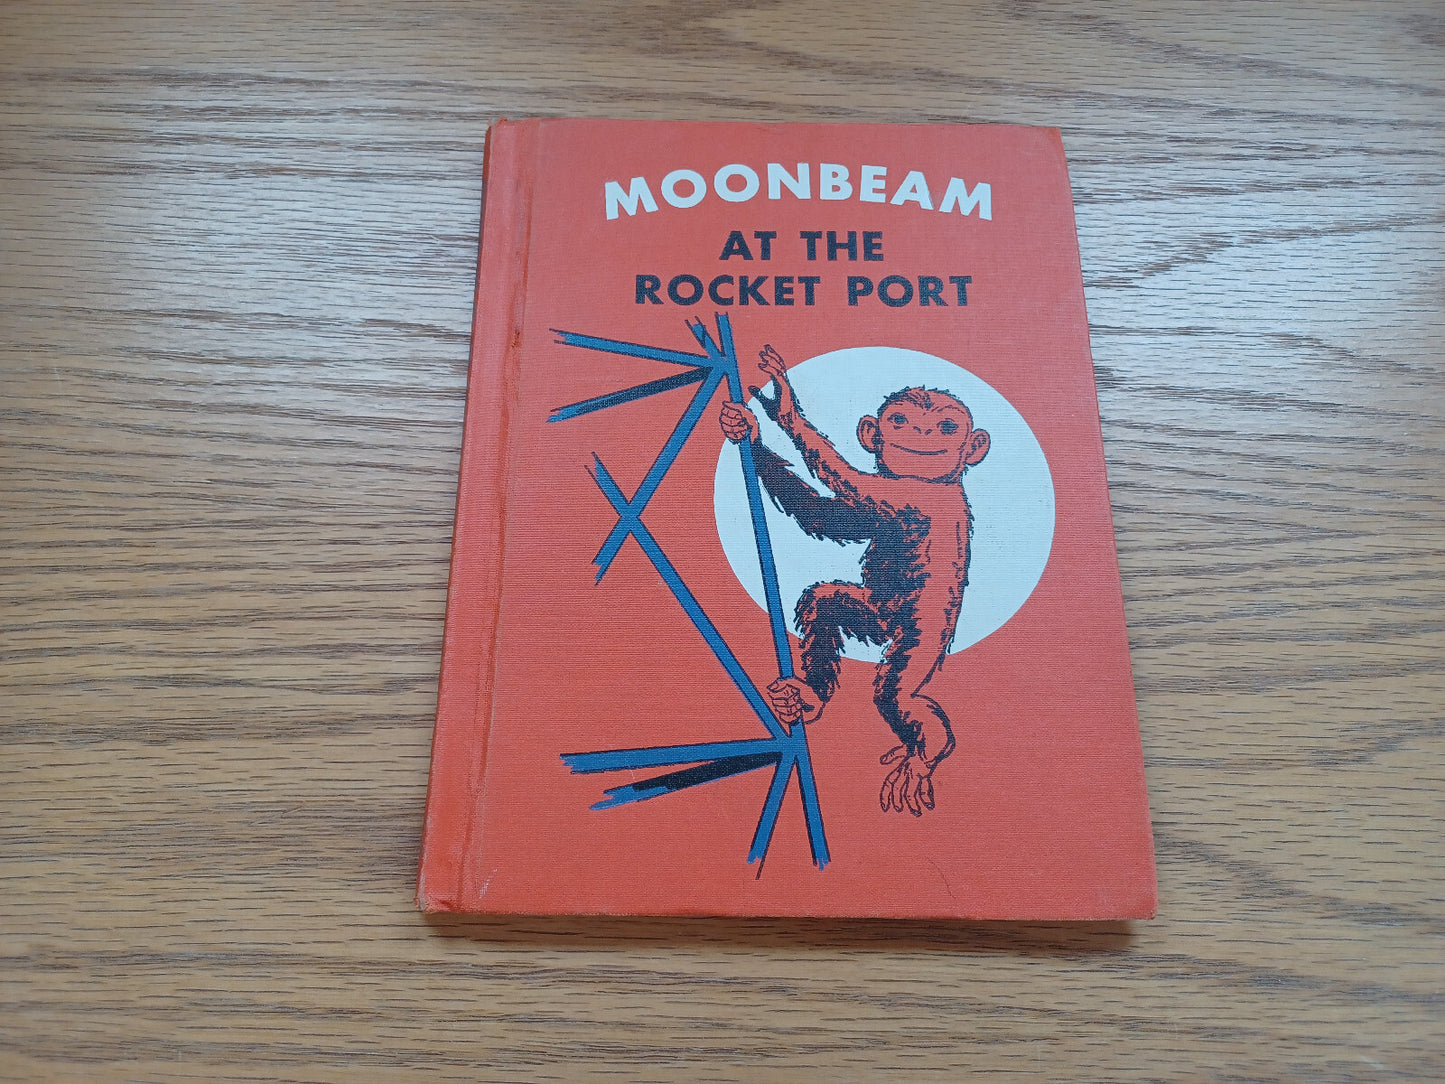 MOONBEAM
AT THE
ROCKET PORT